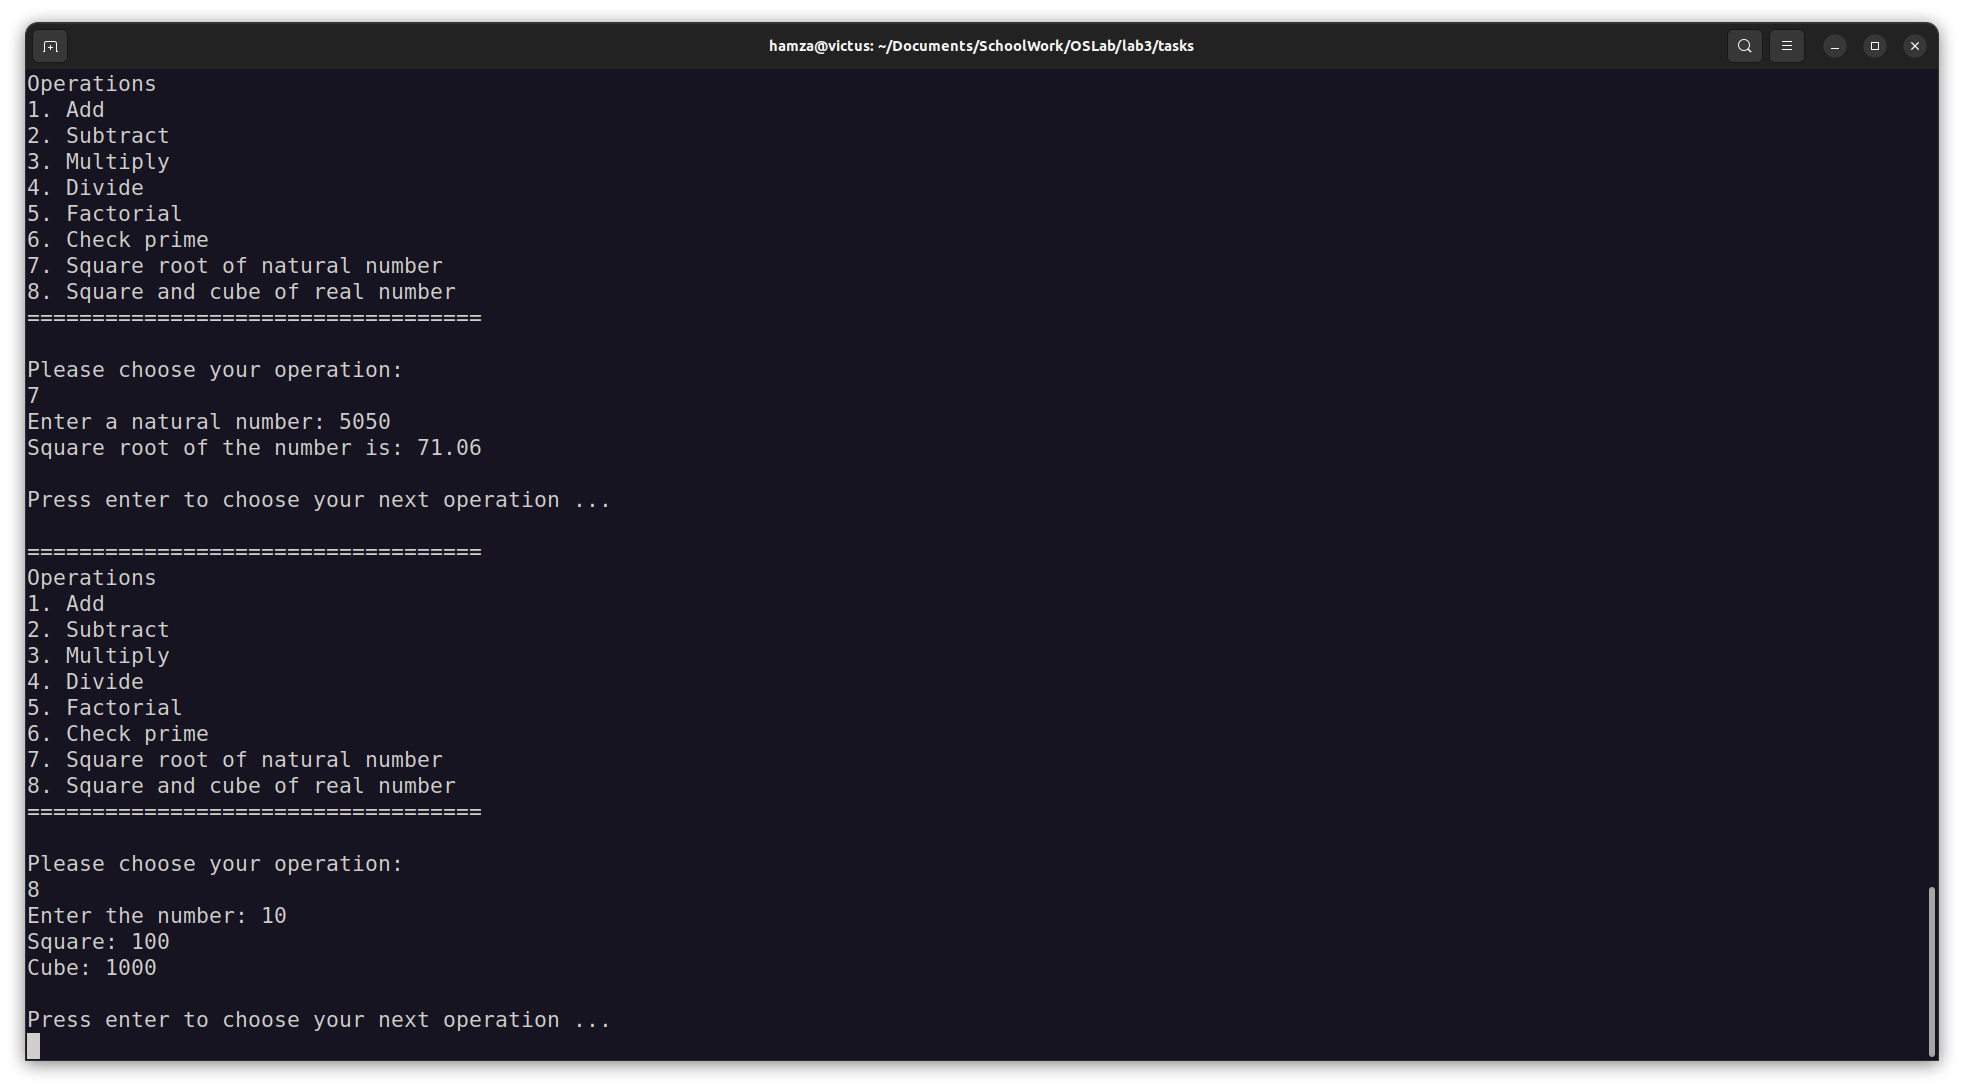 hamza@victus: ~/Documents/SchoolWork/OSLab/lab3/tasks
Operations
1. Add
2. Subtract
3. Multiply
4. Divide
5. Factorial
6. Check prime
7. Square root of natural number
8. Square and cube of real number
===================================
Please choose your operation:
7
Enter a natural number: 5050
Square root of the number is: 71.06
Press enter to choose your next operation ...
===================================
Operations
1. Add
2. Subtract
3. Multiply
4. Divide
5. Factorial
6. Check prime
7. Square root of natural number
8. Square and cube of real number
===================================
Please choose your operation:
8
Enter the number: 10
Square: 100
Cube: 1000
Press enter to choose your next operation ...